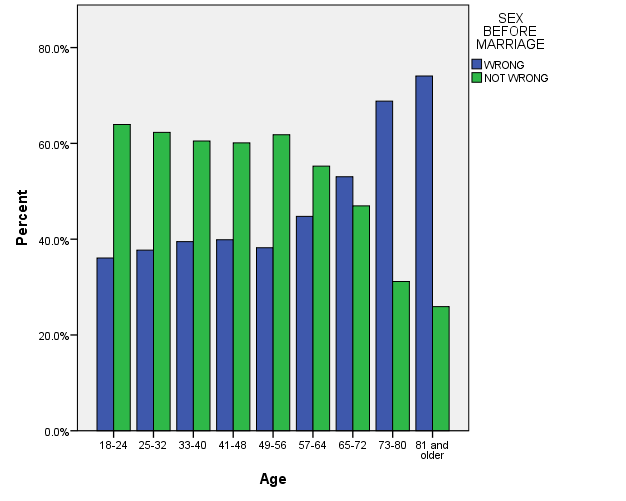 SEX
BEFORE
MARRIAGE
WRONG
NOT WRONG
80.0%
60.0%
40.0%
20.0%
0.0%
Percent
18-24 25-32 33-40 41-48 49-56 57-64 65-72 73-80 81 and
older
Age